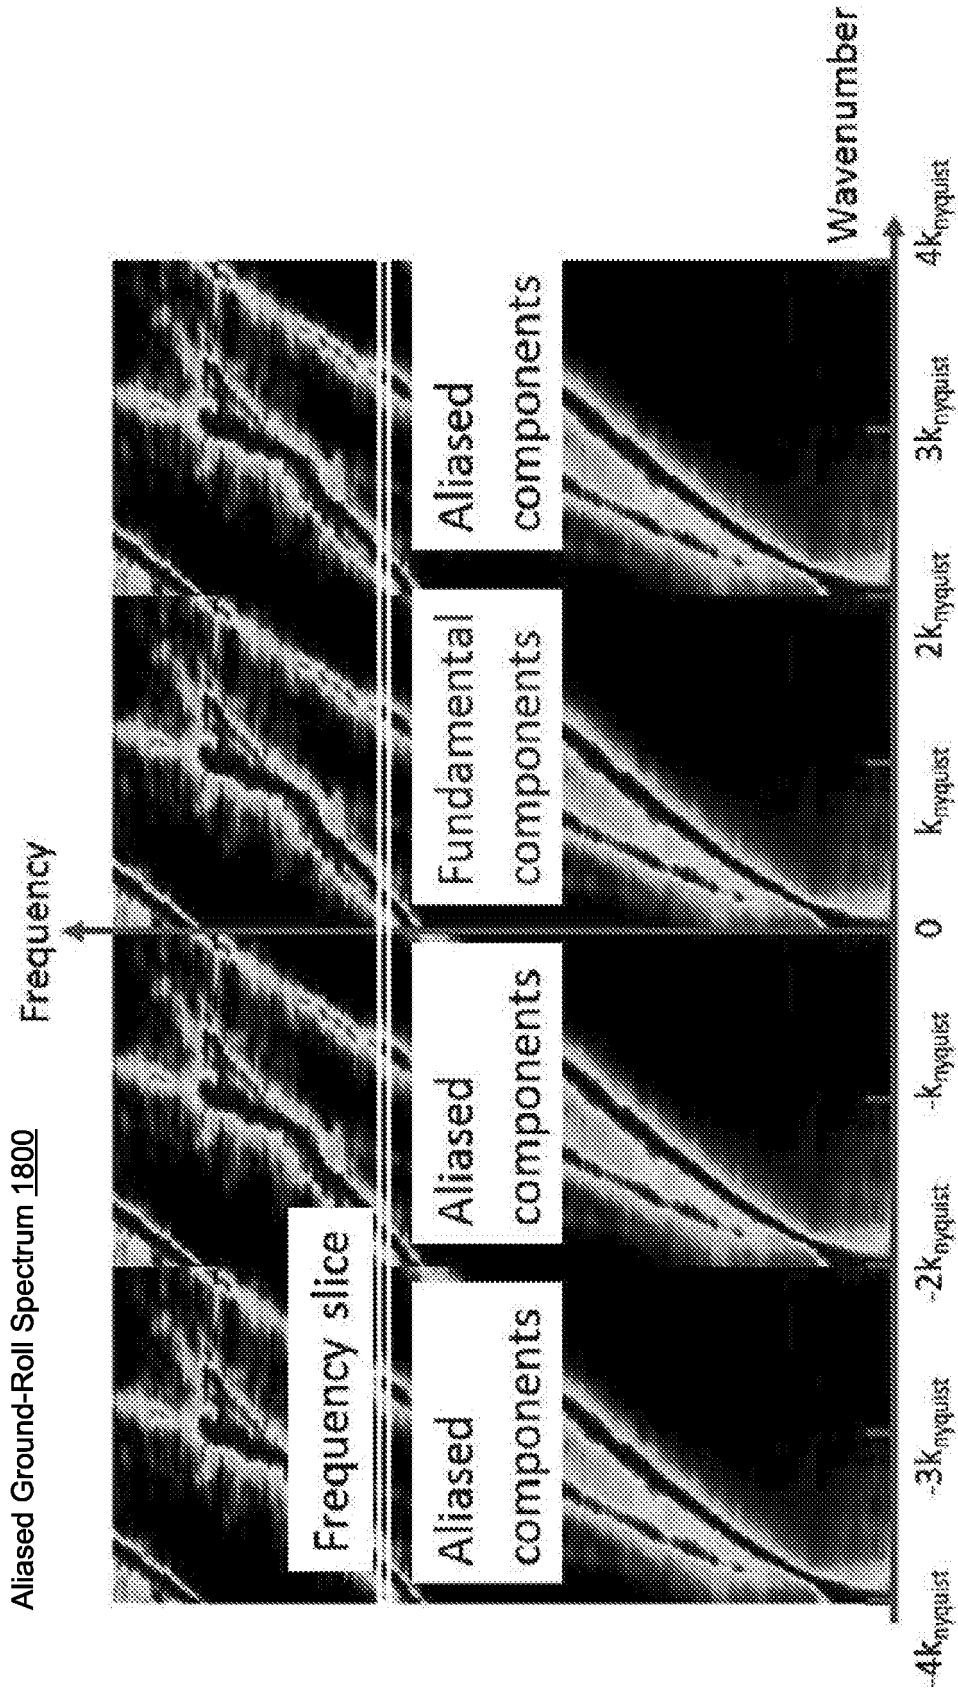 Aliased Ground-Roll Spectrum 1800
Frequency
Frequency slice
Aliased
components
Aliased
components
Fundamental
components
Aliased
components
Wavenumber
-4knyquist
-3knyquist
-2knyquist
-knyquist
0
knyquist
2knyquist
3knyquist
4knyquist